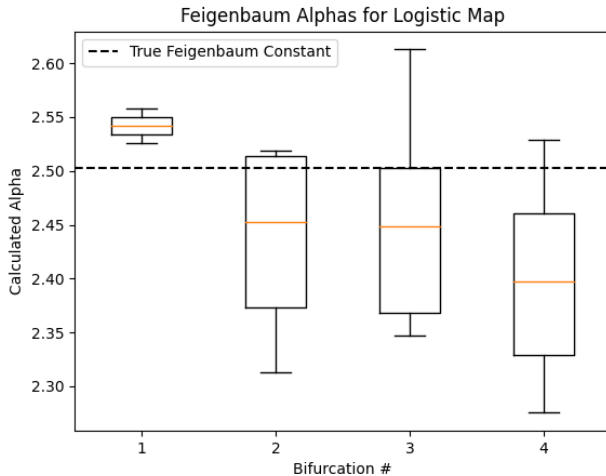 Feigenbaum Alphas for Logistic Map
True Feigenbaum Constant
Calculated Alpha
2.60
2.55
2.50
2.45
2.40
2.35
2.30
1 2 3 4
Bifurcation #